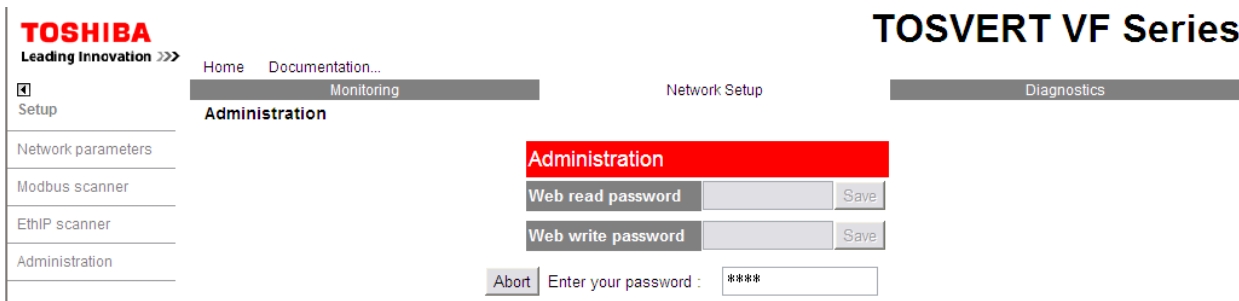 TOSHIBA
Leading Innovation >>>
TOSVERT VF Series
Home Documentation...
Monitoring Network Setup Diagnostics
Setup
Administration
Network parameters
Modbus scanner
EthIP scanner
Administration
Administration
Web read password Save
Web write password Save
Abort Enter your password : ****